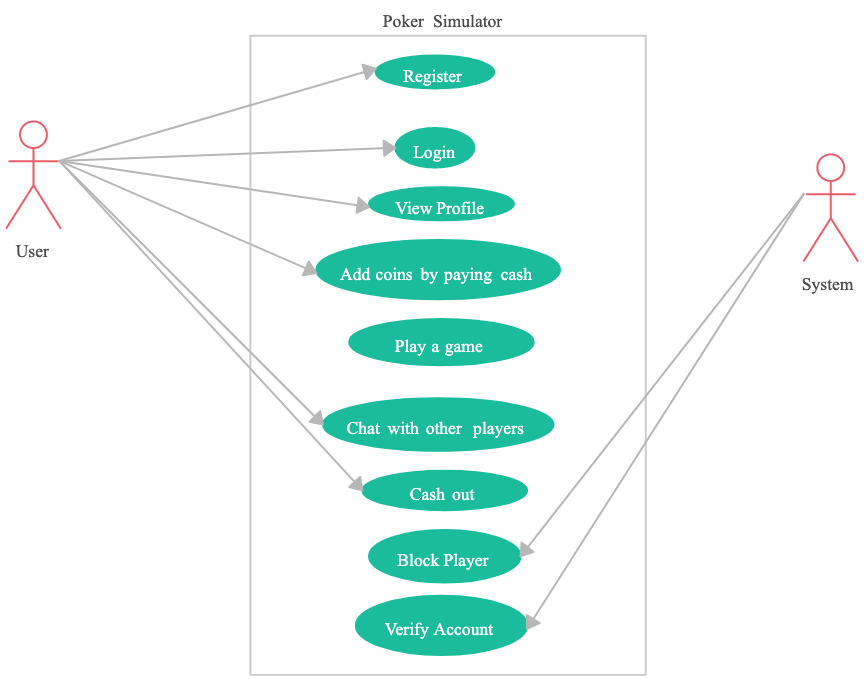 Poker Simulator
Register
Login
View Profile
User
Add coins by paying cash
System
Play a game
Chat with other players
Cash out
Block Player
Verify Account